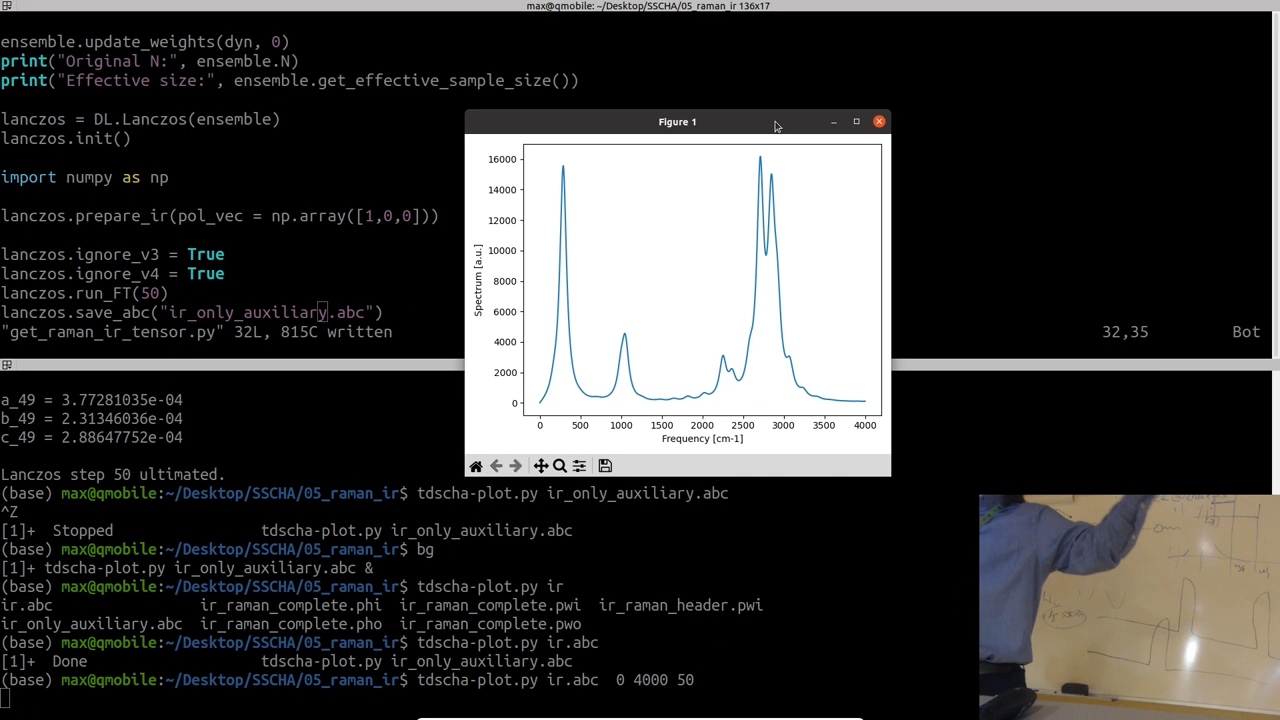 max@qmobile: ~/Desktop/SSCHA/05_raman_ir 136x17
ensemble.update_weights(dyn, 0)
print("Original N:", ensemble.N)
print("Effective size:", ensemble.get_effective_sample_size())
lanczos = DL.Lanczos(ensemble)
lanczos.init()
import numpy as np
lanczos.prepare_ir(pol_vec = np.array([1,0,0]))
lanczos.ignore_v3 = True
lanczos.ignore_v4 = True
lanczos.run_FT(50)
lanczos.save_abc("ir_only_auxiliary.abc")
"get_raman_ir_tensor.py" 32L, 815C written
32,35 Bot
Figure 1
16000
14000
12000
10000
8000
6000
4000
2000
0
Spectrum [a.u.]
0 500 1000 1500 2000 2500 3000 3500 4000
Frequency [cm-1]
a_49 = 3.77281035e-04
b_49 = 2.31346036e-04
c_49 = 2.88647752e-04
Lanczos step 50 ultimated.
(base) max@qmobile:~/Desktop/SSCHA/05_raman_ir$ tdscha-plot.py ir_only_auxiliary.abc
^Z
[1]+  Stopped                 tdscha-plot.py ir_only_auxiliary.abc
(base) max@qmobile:~/Desktop/SSCHA/05_raman_ir$ bg
[1]+ tdscha-plot.py ir_only_auxiliary.abc &
(base) max@qmobile:~/Desktop/SSCHA/05_raman_ir$ tdscha-plot.py ir
ir.abc                 ir_raman_complete.phi  ir_raman_complete.pwi  ir_raman_header.pwi
ir_only_auxiliary.abc  ir_raman_complete.pho  ir_raman_complete.pwo
(base) max@qmobile:~/Desktop/SSCHA/05_raman_ir$ tdscha-plot.py ir.abc
[1]+  Done                    tdscha-plot.py ir_only_auxiliary.abc
(base) max@qmobile:~/Desktop/SSCHA/05_raman_ir$ tdscha-plot.py ir.abc  0 4000 50